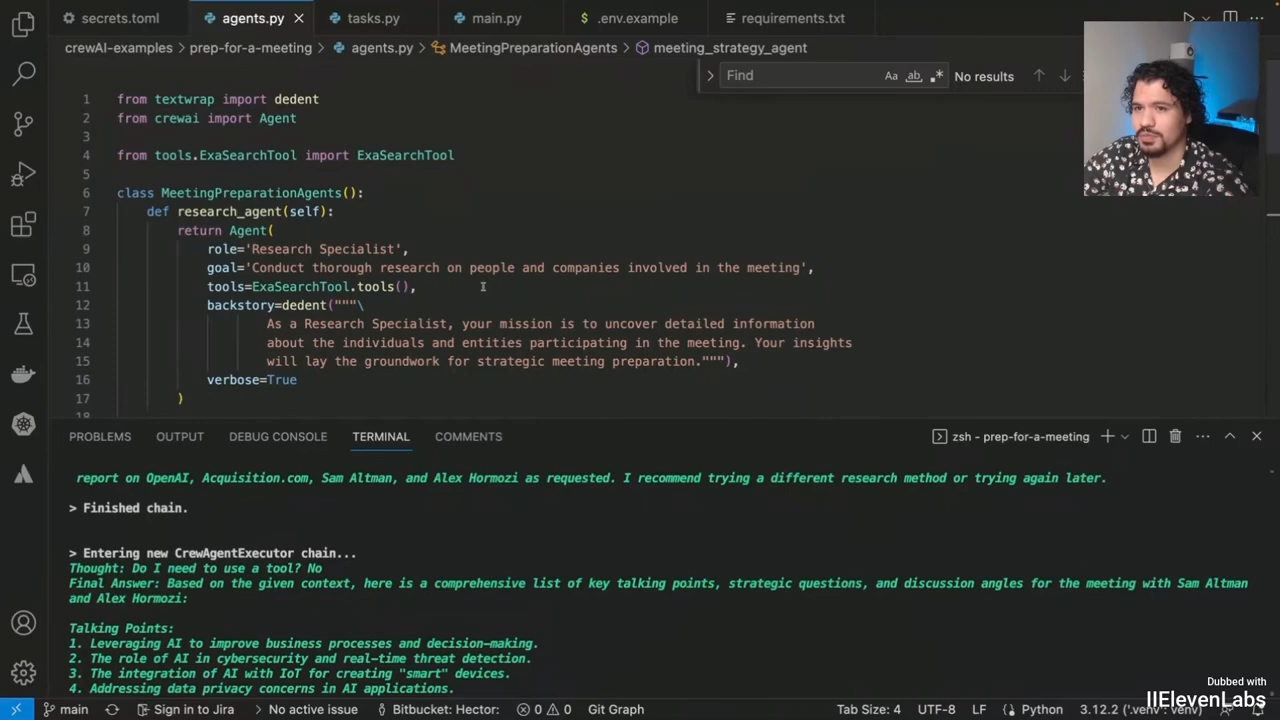 secrets.toml
agents.py
tasks.py
main.py
$ .env.example
requirements.txt
crewAI-examples > prep-for-a-meeting > agents.py > MeetingPreparationAgents > meeting_strategy_agent
Find Aa ab .* No results
1 from textwrap import dedent
2 from crewai import Agent
3
4 from tools.ExaSearchTool import ExaSearchTool
5
6 class MeetingPreparationAgents():
7 def research_agent(self):
8 return Agent(
9 role='Research Specialist',
10 goal='Conduct thorough research on people and companies involved in the meeting',
11 tools=ExaSearchTool.tools(),
12 backstory=dedent("""\
13 As a Research Specialist, your mission is to uncover detailed information
14 about the individuals and entities participating in the meeting. Your insights
15 will lay the groundwork for strategic meeting preparation."""),
16 verbose=True
17 )
18
PROBLEMS OUTPUT DEBUG CONSOLE TERMINAL COMMENTS
zsh - prep-for-a-meeting
report on OpenAI, Acquisition.com, Sam Altman, and Alex Hormozi as requested. I recommend trying a different research method or trying again later.
> Finished chain.
> Entering new CrewAgentExecutor chain...
Thought: Do I need to use a tool? No
Final Answer: Based on the given context, here is a comprehensive list of key talking points, strategic questions, and discussion angles for the meeting with Sam Altman
and Alex Hormozi:
Talking Points:
1. Leveraging AI to improve business processes and decision-making.
2. The role of AI in cybersecurity and real-time threat detection.
3. The integration of AI with IoT for creating "smart" devices.
4. Addressing data privacy concerns in AI applications.
Dubbed with
IIElevenLabs
main Sign in to Jira No active issue Bitbucket: Hector: 0 0 Git Graph Tab Size: 4 UTF-8 LF Python 3.12.2 ('.venv': venv)